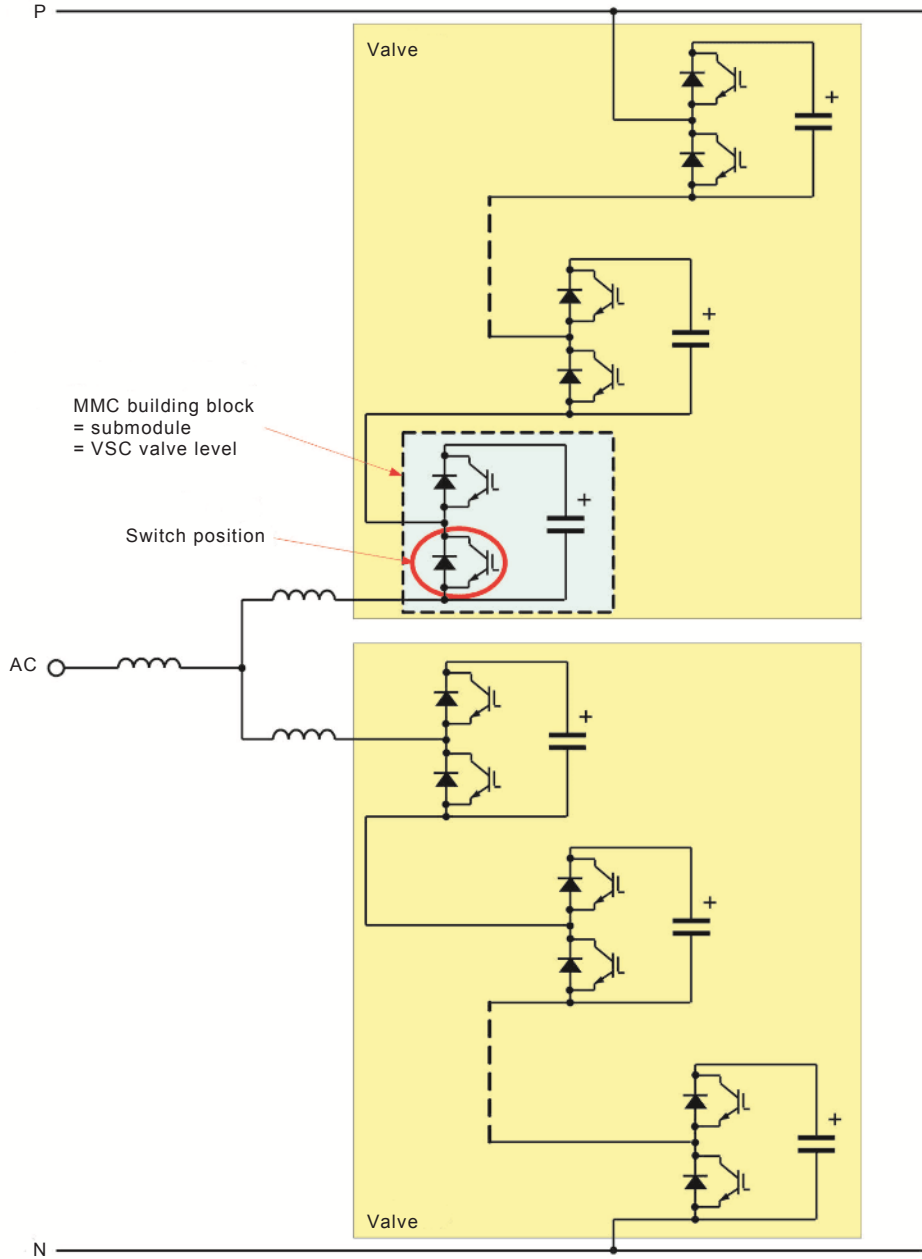 P
Valve
+
+
MMC building block
= submodule
= VSC valve level
+
Switch position
AC
+
+
+
Valve
N